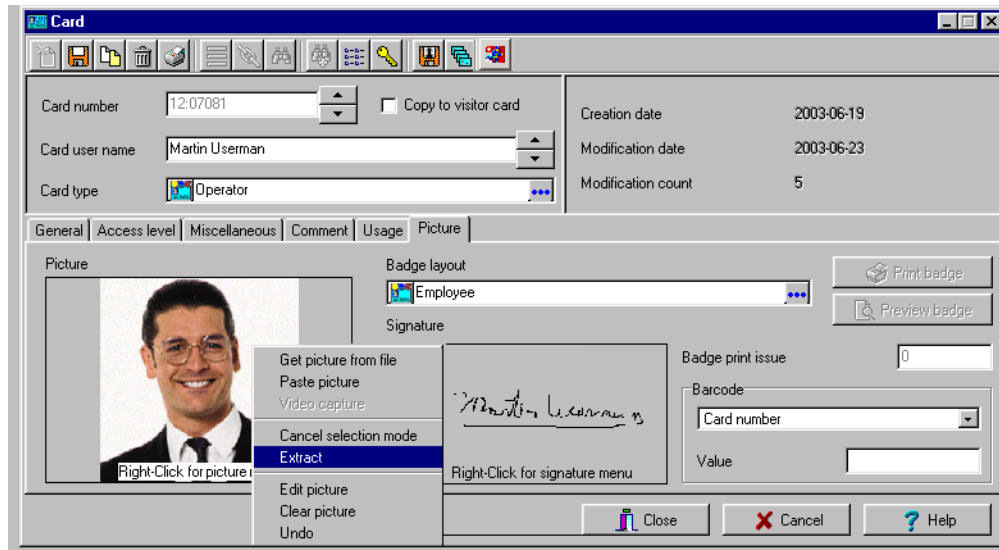 Card
Card number 12:07081 Copy to visitor card
Card user name Martin Userman
Card type Operator
Creation date 2003-06-19
Modification date 2003-06-23
Modification count 5
General Access level Miscellaneous Comment Usage Picture
Picture
Right-Click for picture
Get picture from file
Paste picture
Video capture
Cancel selection mode
Extract
Edit picture
Clear picture
Undo
Badge layout
Employee
Signature
Martin Userman
Right-Click for signature menu
Print badge
Preview badge
Badge print issue 0
Barcode
Card number
Value
Close Cancel Help